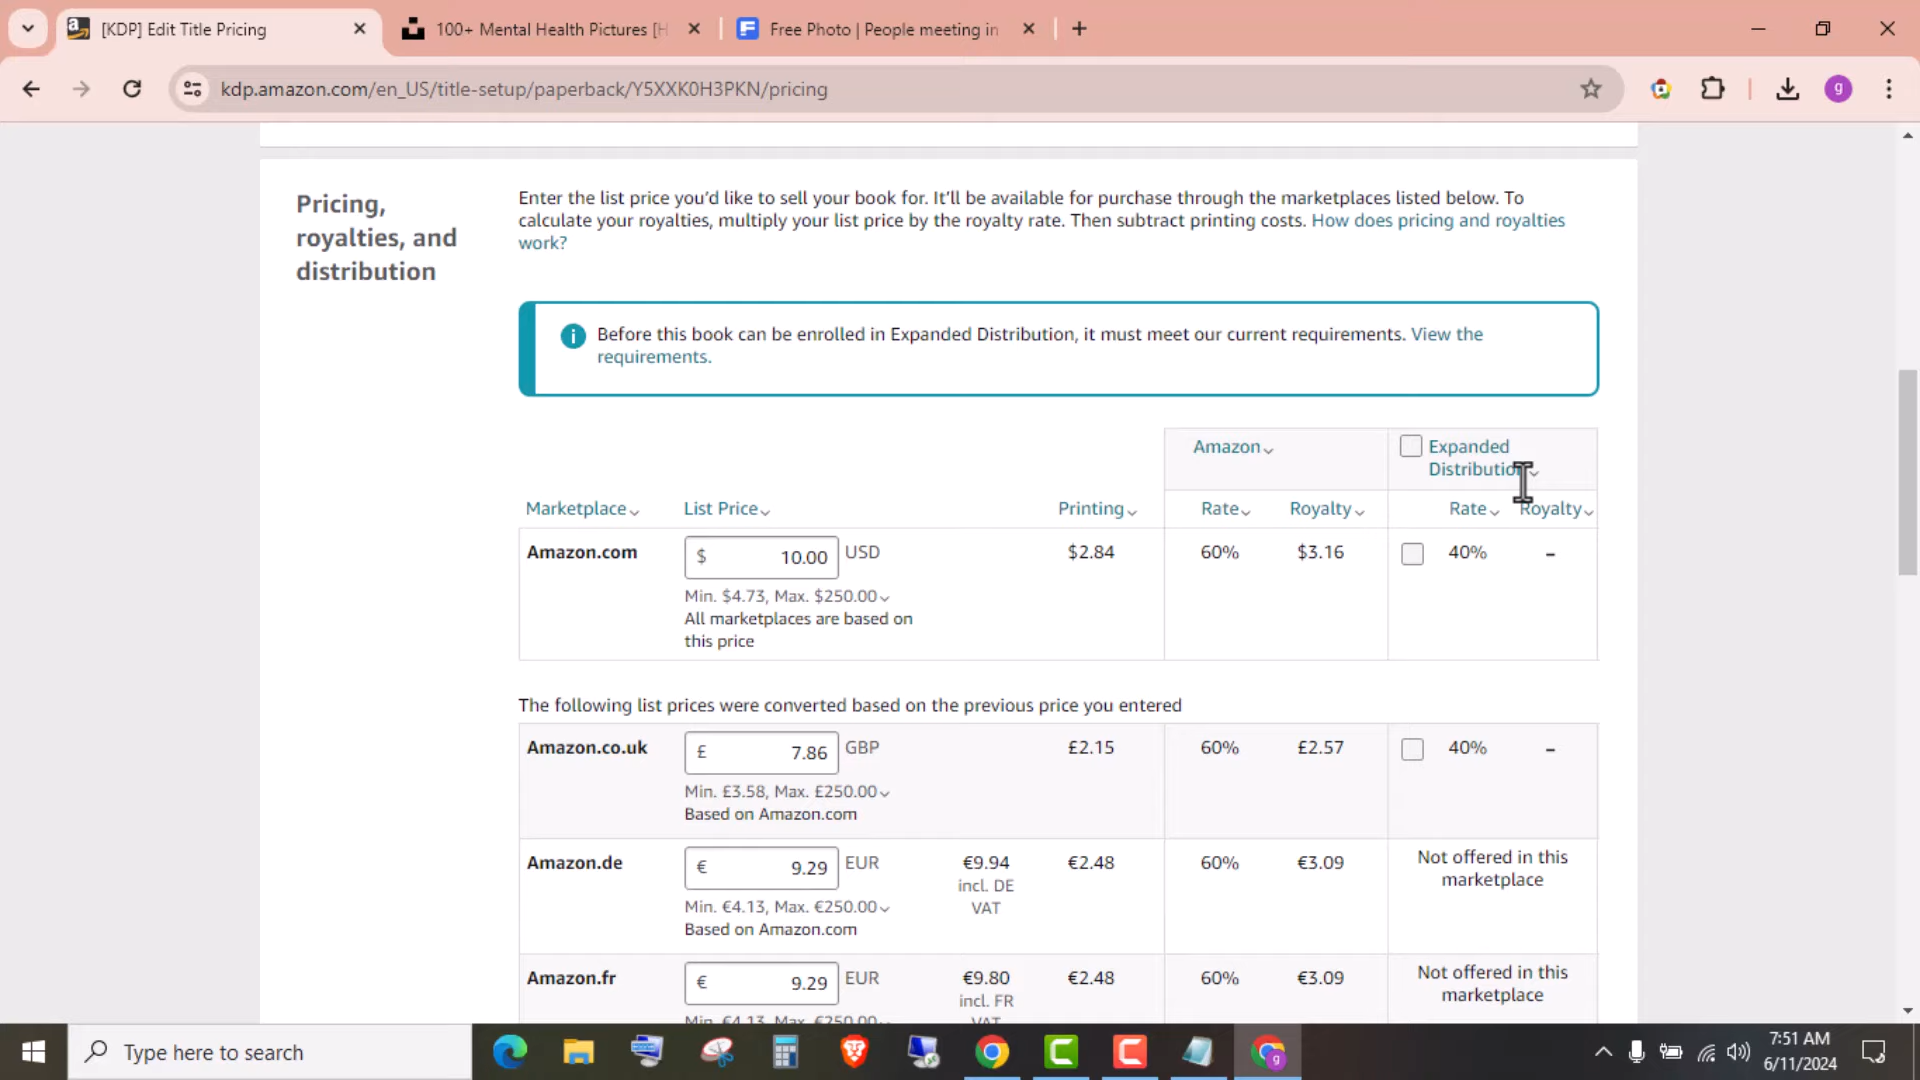 [KDP] Edit Title Pricing
100+ Mental Health Pictures [H
Free Photo | People meeting in
kdp.amazon.com/en_US/title-setup/paperback/Y5XXK0H3PKN/pricing
g
Pricing,
royalties, and
distribution
Enter the list price you’d like to sell your book for. It’ll be available for purchase through the marketplaces listed below. To
calculate your royalties, multiply your list price by the royalty rate. Then subtract printing costs. How does pricing and royalties
work?
Before this book can be enrolled in Expanded Distribution, it must meet our current requirements. View the
requirements.
Amazon
Expanded
Distribution
Marketplace List Price Printing Rate Royalty Rate Royalty
Amazon.com $ 10.00 USD $2.84 60% $3.16 40% –
Min. $4.73, Max. $250.00
All marketplaces are based on
this price
The following list prices were converted based on the previous price you entered
Amazon.co.uk £ 7.86 GBP £2.15 60% £2.57 40% –
Min. £3.58, Max. £250.00
Based on Amazon.com
Amazon.de € 9.29 EUR €9.94 €2.48 60% €3.09 Not offered in this
incl. DE marketplace
VAT
Min. €4.13, Max. €250.00
Based on Amazon.com
Amazon.fr € 9.29 EUR €9.80 €2.48 60% €3.09 Not offered in this
incl. FR marketplace
VAT
Min. €4.13, Max. €250.00
Type here to search
g
7:51 AM
6/11/2024